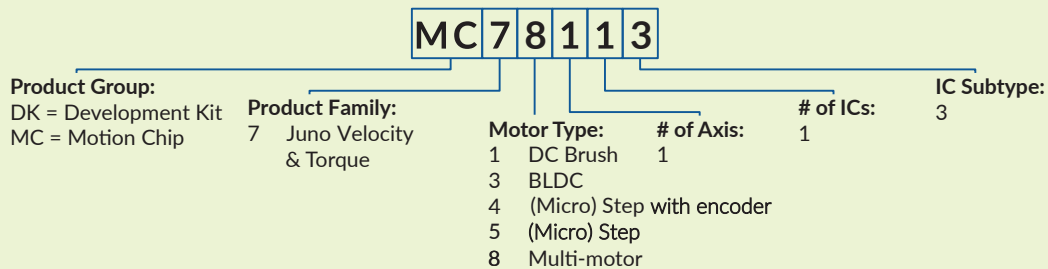 MC78113
Product Group:
DK = Development Kit
MC = Motion Chip
Product Family:
7 Juno Velocity
& Torque
Motor Type:
1 DC Brush
3 BLDC
4 (Micro) Step with encoder
5 (Micro) Step
8 Multi-motor
# of Axis:
1
# of ICs:
1
IC Subtype:
3